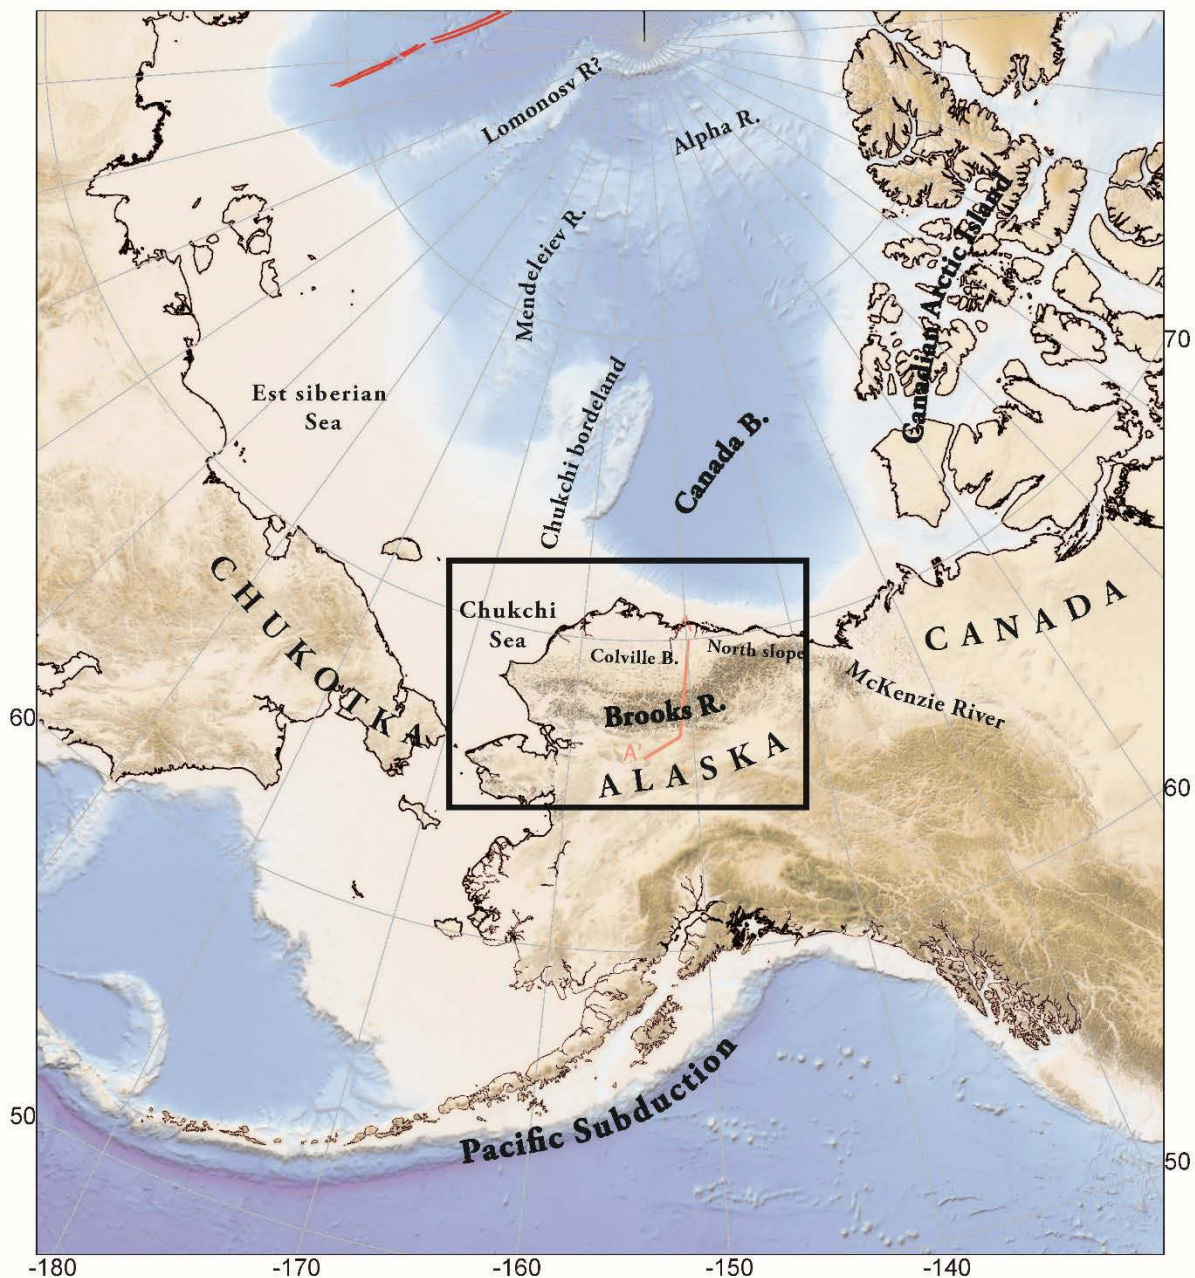 Lomonosv R?
Alpha R.
Canadian Arctic Island
Mendeleiev R.
70
Est siberian
Sea
Chukchi bordeland
Canada B.
CHUKOTKA
Chukchi
Sea
CANADA
A
Colville B.
North slope
McKenzie River
Brooks R.
60
A'
ALASKA
60
Pacific Subduction
50
50
-180
-170
-160
-150
-140